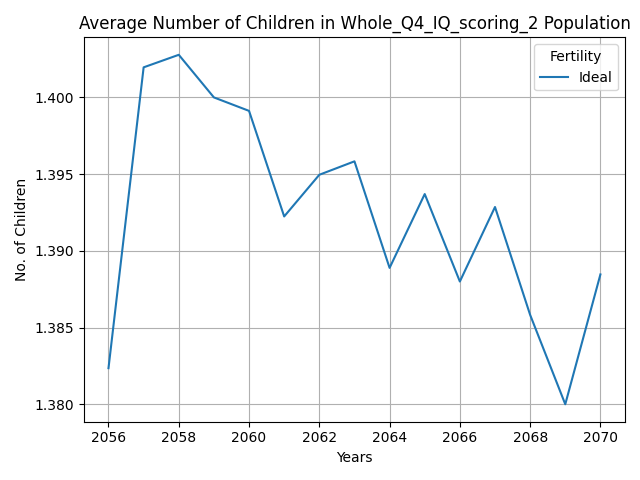 Average Number of Children in Whole_Q4_IQ_scoring_2 Population
Fertility
Ideal
No. of Children
1.400
1.395
1.390
1.385
1.380
2056 2058 2060 2062 2064 2066 2068 2070
Years